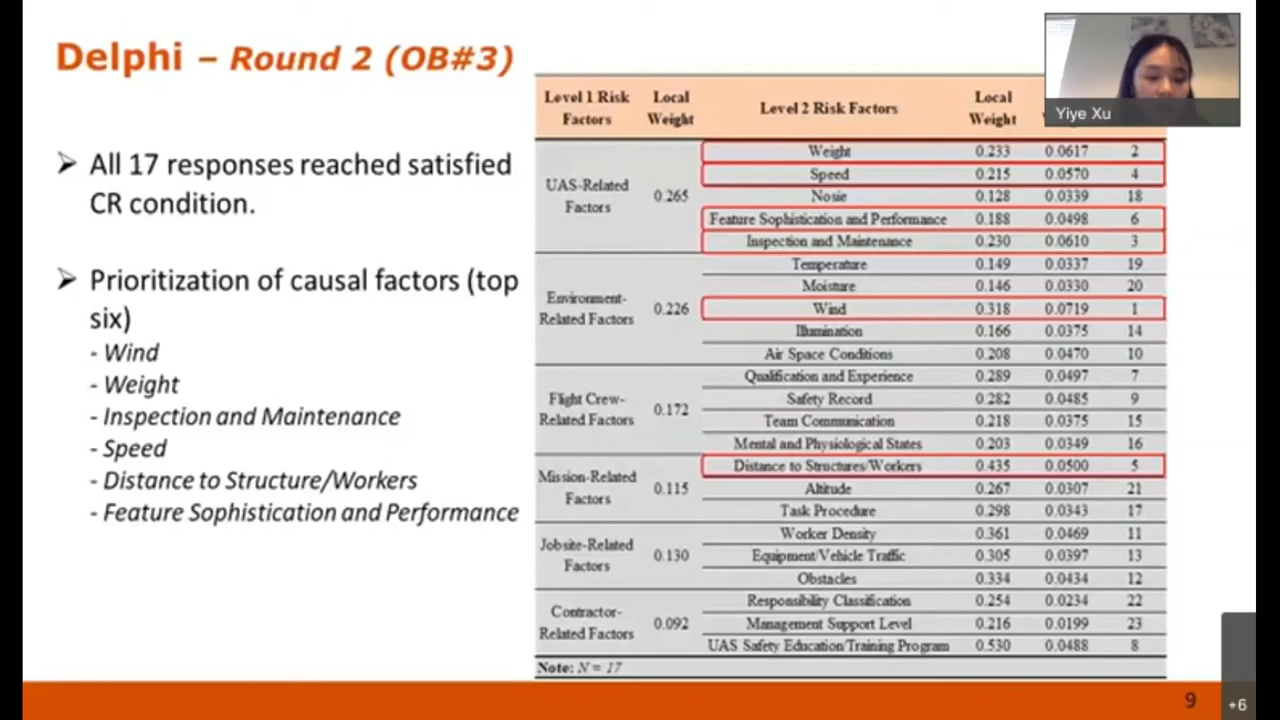 Delphi – Round 2 (OB#3)
➢ All 17 responses reached satisfied
CR condition.
➢ Prioritization of causal factors (top
six)
- Wind
- Weight
- Inspection and Maintenance
- Speed
- Distance to Structure/Workers
- Feature Sophistication and Performance
Level 1 Risk Factors Local Weight Level 2 Risk Factors Local Weight
UAS-Related Factors 0.265
Weight 0.233 0.0617 2
Speed 0.215 0.0570 4
Nosie 0.128 0.0339 18
Feature Sophistication and Performance 0.188 0.0498 6
Inspection and Maintenance 0.230 0.0610 3
Environment-Related Factors 0.226
Temperature 0.149 0.0337 19
Moisture 0.146 0.0330 20
Wind 0.318 0.0719 1
Illumination 0.166 0.0375 14
Air Space Conditions 0.208 0.0470 10
Flight Crew-Related Factors 0.172
Qualification and Experience 0.289 0.0497 7
Safety Record 0.282 0.0485 9
Team Communication 0.218 0.0375 15
Mental and Physiological States 0.203 0.0349 16
Mission-Related Factors 0.115
Distance to Structures/Workers 0.435 0.0500 5
Altitude 0.267 0.0307 21
Task Procedure 0.298 0.0343 17
Jobsite-Related Factors 0.130
Worker Density 0.361 0.0469 11
Equipment/Vehicle Traffic 0.305 0.0397 13
Obstacles 0.334 0.0434 12
Contractor-Related Factors 0.092
Responsibility Classification 0.254 0.0234 22
Management Support Level 0.216 0.0199 23
UAS Safety Education/Training Program 0.530 0.0488 8
Note: N = 17
Yiye Xu
9
+6